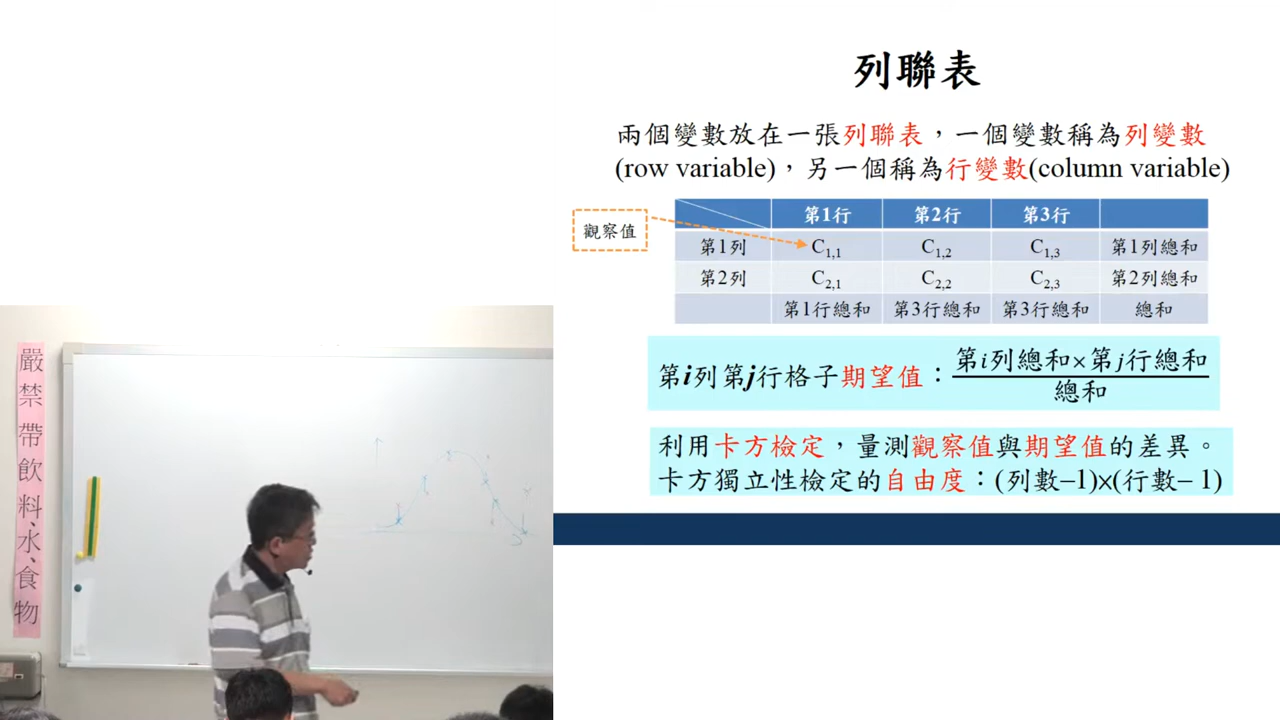 列聯表
兩個變數放在一張列聯表，一個變數稱為列變數
(row variable)，另一個稱為行變數(column variable)
觀察值
第1行 第2行 第3行
第1列 C1,1 C1,2 C1,3 第1列總和
第2列 C2,1 C2,2 C2,3 第2列總和
第1行總和 第3行總和 第3行總和 總和
第i列第j行格子期望值：第i列總和×第j行總和
總和
利用卡方檢定，量測觀察值與期望值的差異。
卡方獨立性檢定的自由度：(列數–1)×(行數– 1)
嚴禁帶飲料、水、食物